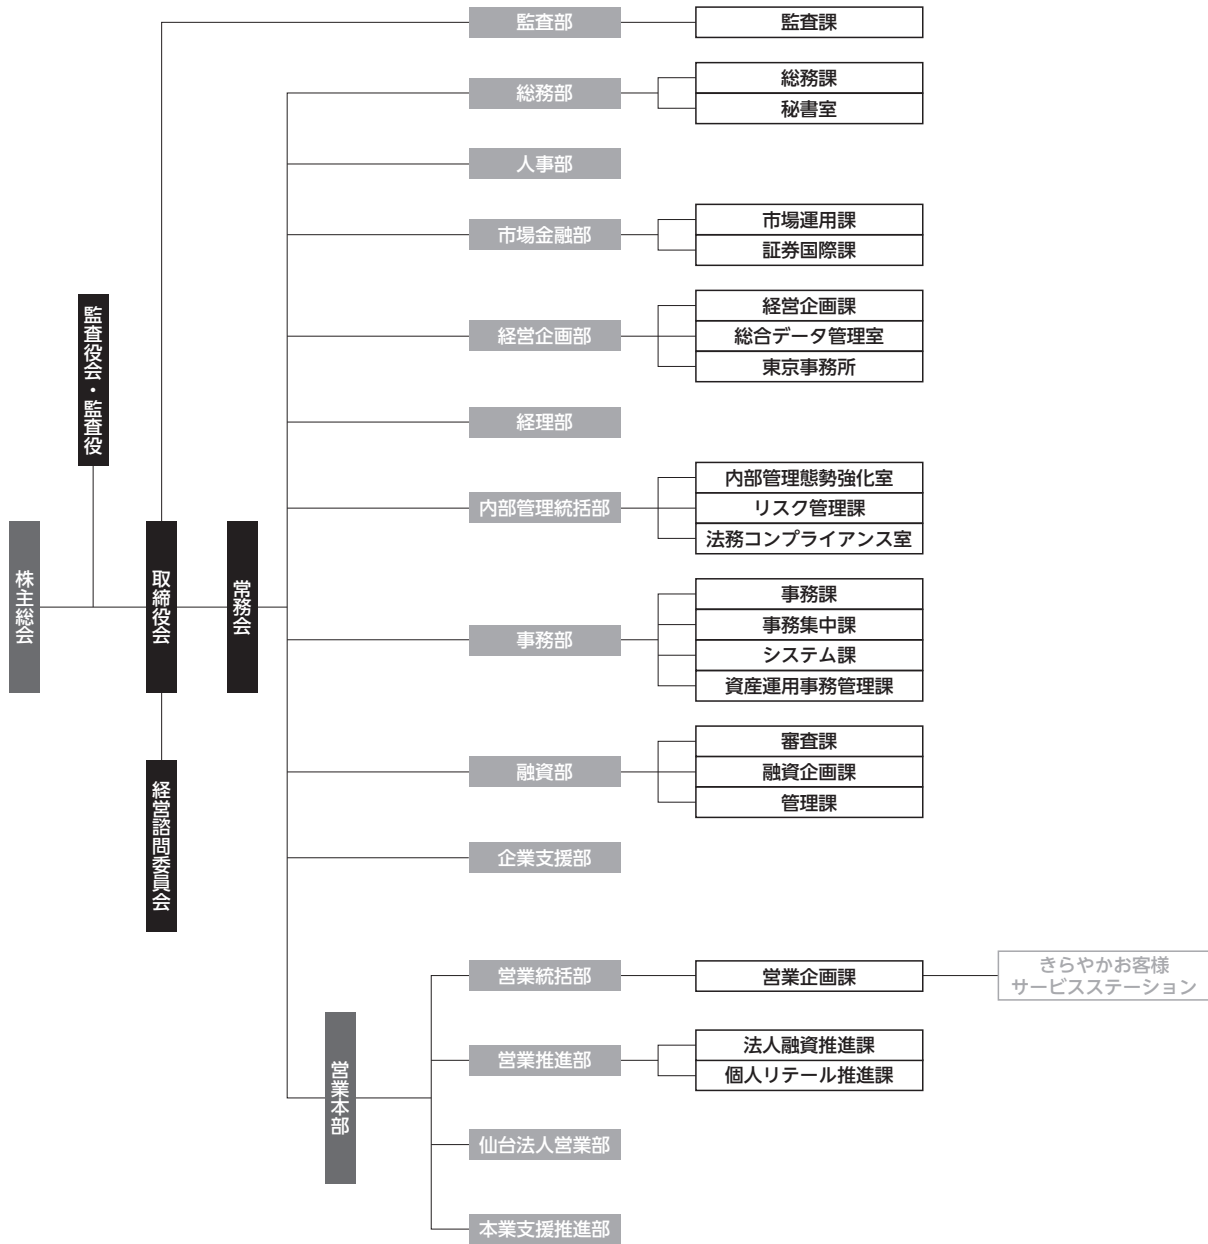 株主総会
監査役会・監査役
取締役会
経営諮問委員会
常務会
監査部
監査課
総務部
総務課
秘書室
人事部
市場金融部
市場運用課
証券国際課
経営企画部
経営企画課
総合データ管理室
東京事務所
経理部
内部管理統括部
内部管理態勢強化室
リスク管理課
法務コンプライアンス室
事務部
事務課
事務集中課
システム課
資産運用事務管理課
融資部
審査課
融資企画課
管理課
企業支援部
営業本部
営業統括部
営業企画課
きらやかお客様
サービスステーション
営業推進部
法人融資推進課
個人リテール推進課
仙台法人営業部
本業支援推進部